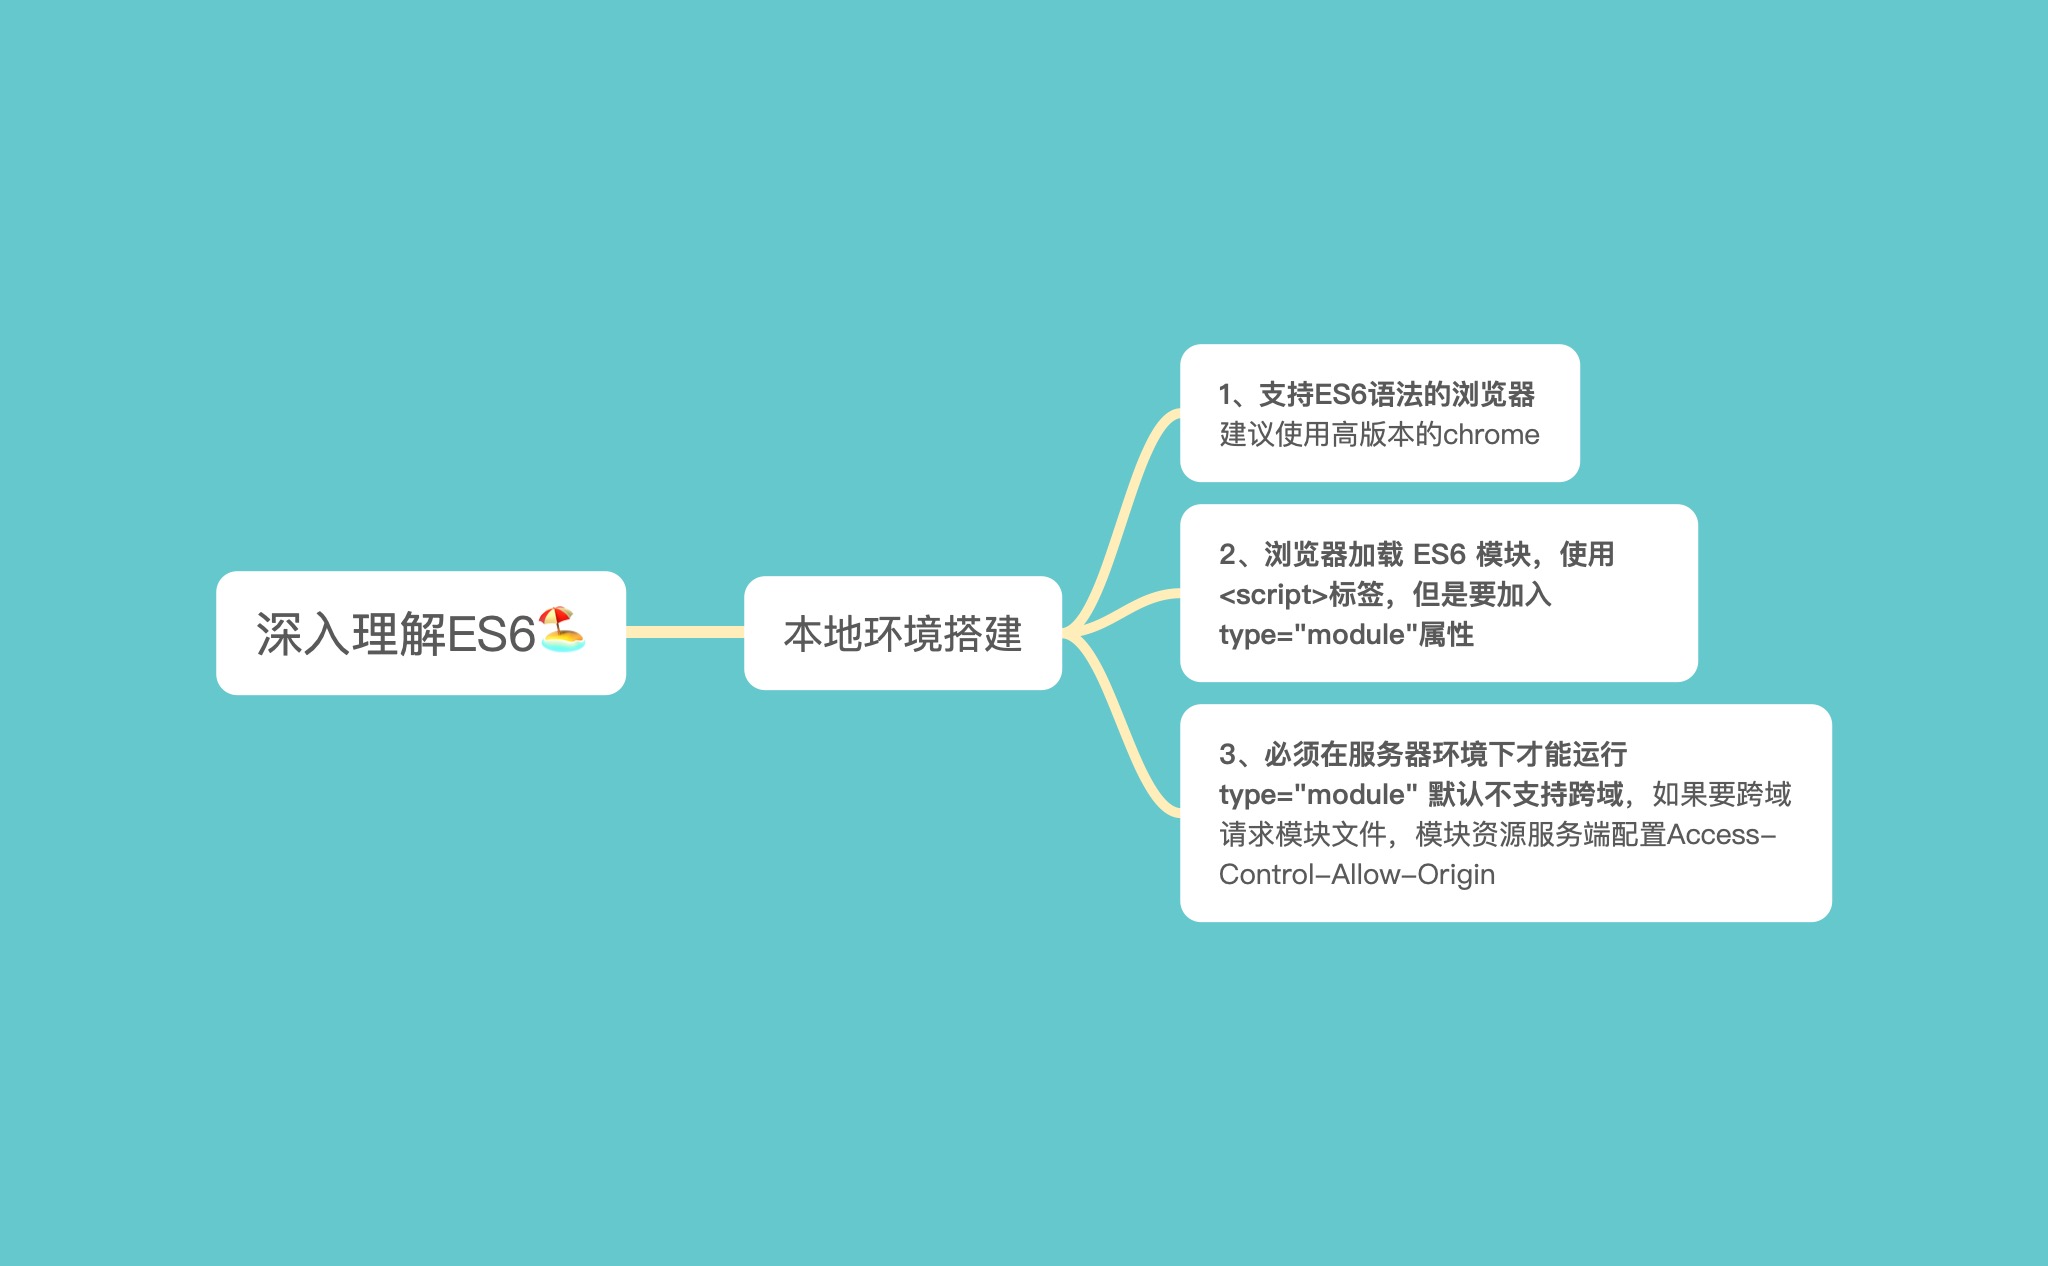 深入理解ES6🏖️
本地环境搭建
1、支持ES6语法的浏览器
建议使用高版本的chrome
2、浏览器加载 ES6 模块，使用
<script>标签，但是要加入
type="module"属性
3、必须在服务器环境下才能运行
type="module" 默认不支持跨域，如果要跨域
请求模块文件，模块资源服务端配置Access-
Control-Allow-Origin